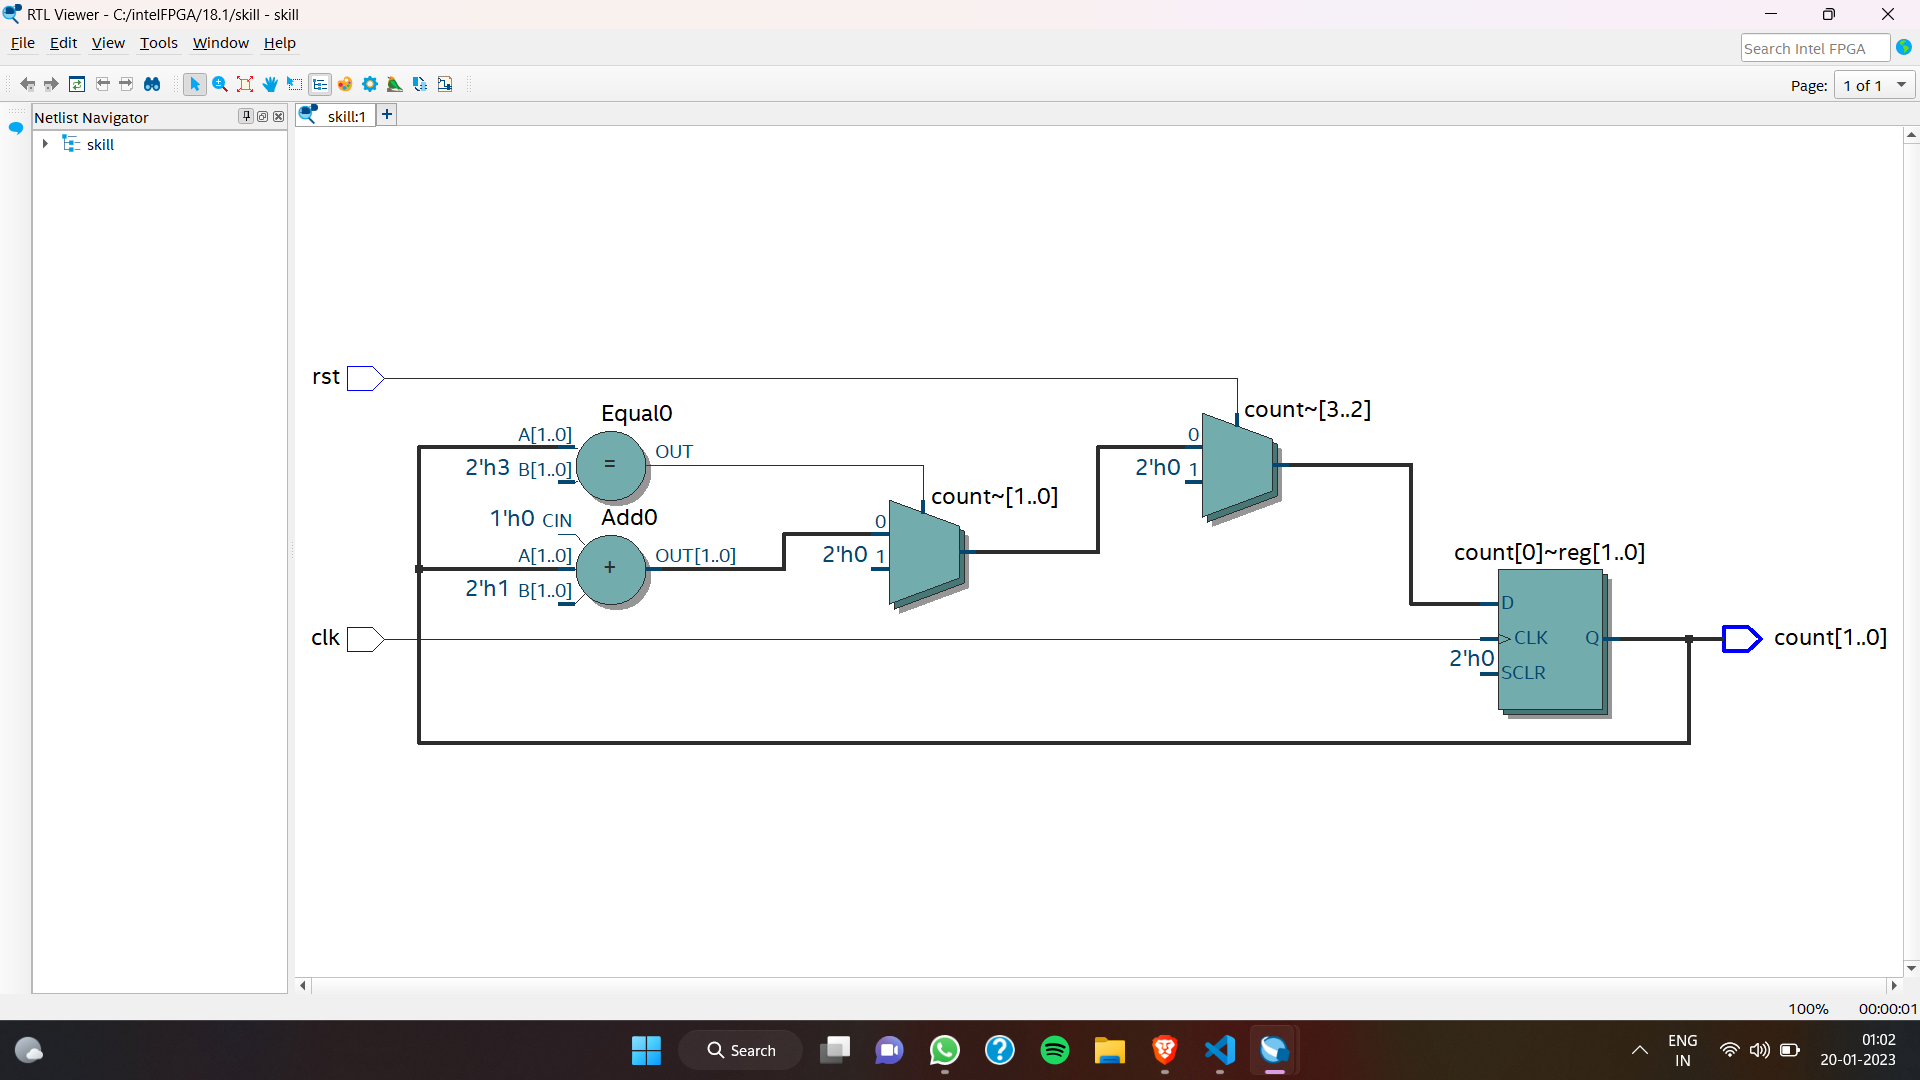 RTL Viewer - C:/intelFPGA/18.1/skill - skill
File Edit View Tools Window Help
Search Intel FPGA
Page: 1 of 1
Netlist Navigator
skill:1
+
skill
rst
count~[3..2]
Equal0
A[1..0]
0
OUT
=
2'h3 B[1..0]
2'h0 1
count~[1..0]
1'h0 CIN
Add0
0
A[1..0]
OUT[1..0]
2'h0 1
+
2'h1 B[1..0]
count[0]~reg[1..0]
D
clk
CLK
Q
count[1..0]
2'h0
SCLR
100% 00:00:01
Search
ENG
IN
01:02
20-01-2023